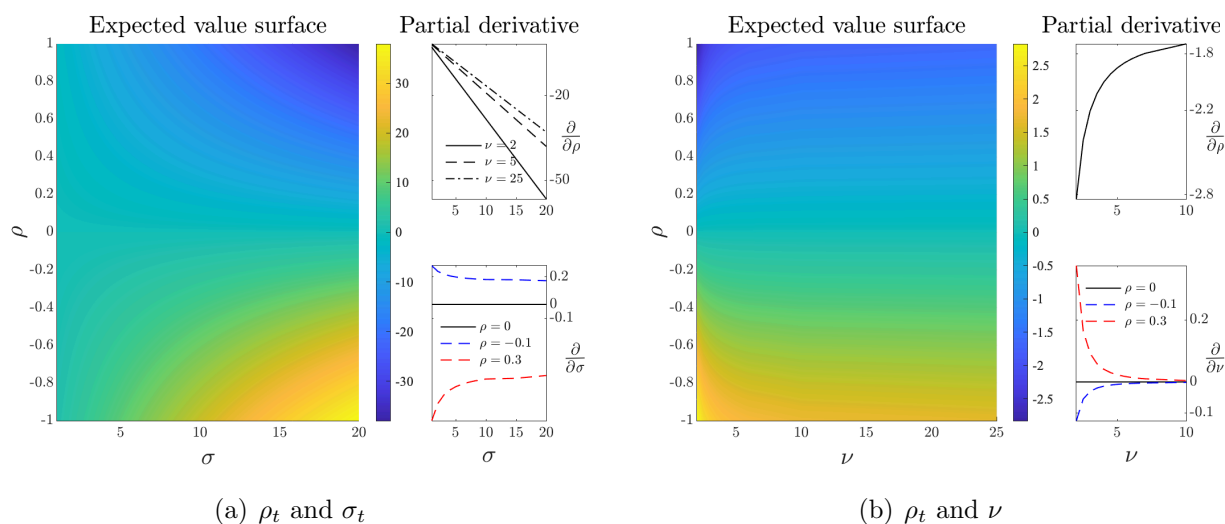 Expected value surface
Partial derivative
1
0.8
0.6
0.4
0.2
0
-0.2
-0.4
-0.6
-0.8
-1
ρ
5
10
15
20
σ
30
20
10
0
-10
-20
-30
-20
-50
∂/∂ρ
ν = 2
ν = 5
ν = 25
5
10
15
20
0.2
0
-0.1
∂/∂σ
ρ = 0
ρ = −0.1
ρ = 0.3
5
10
15
20
σ
(a) ρt and σt
Expected value surface
Partial derivative
1
0.8
0.6
0.4
0.2
0
-0.2
-0.4
-0.6
-0.8
-1
ρ
5
10
15
20
25
ν
2.5
2
1.5
1
0.5
0
-0.5
-1
-1.5
-2
-2.5
-1.8
-2.2
-2.8
∂/∂ρ
5
10
ρ = 0
ρ = −0.1
ρ = 0.3
0.2
0
-0.1
∂/∂ν
5
10
ν
(b) ρt and ν